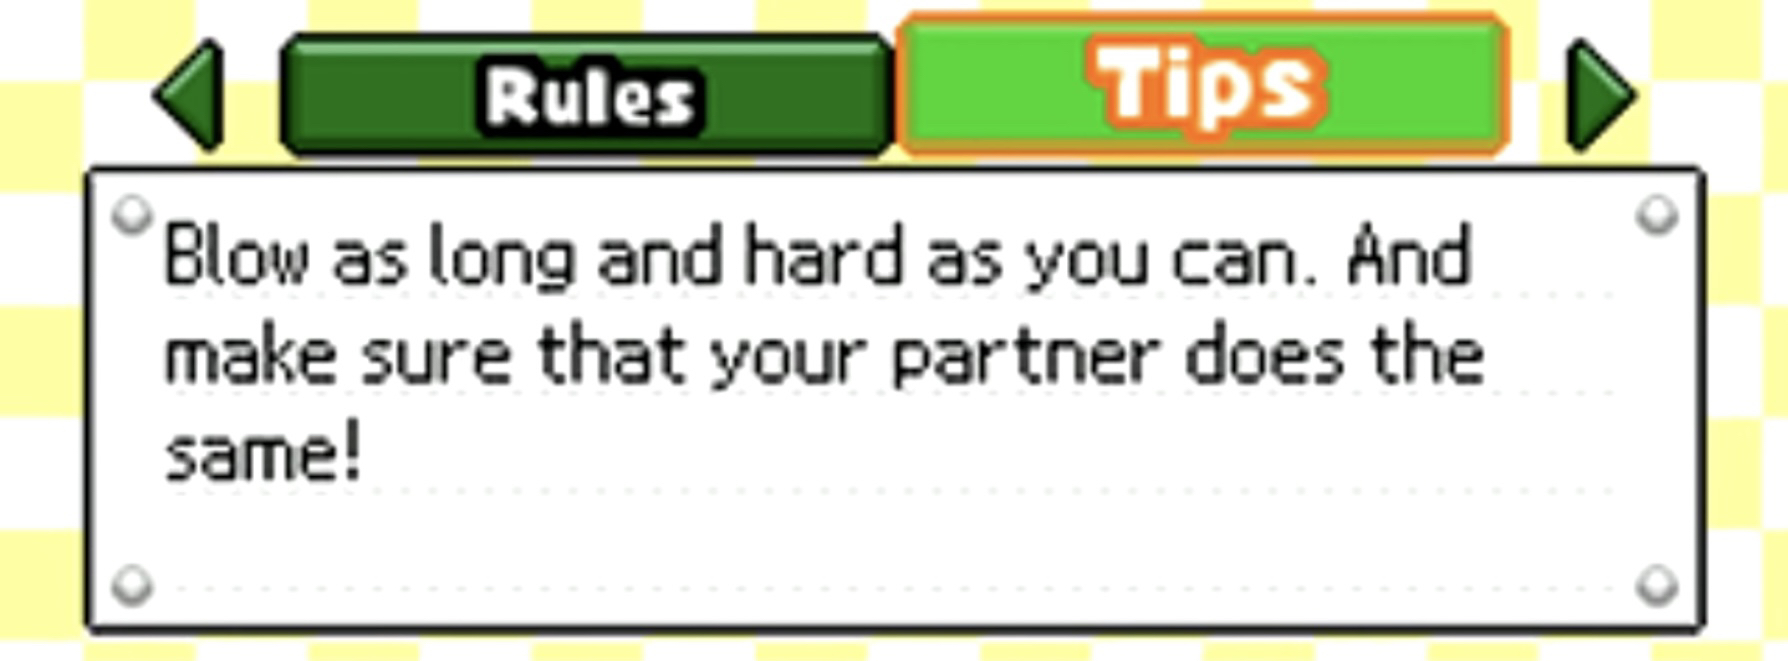 Rules
Tips
Blow as long and hard as you can. And
make sure that your partner does the
same!